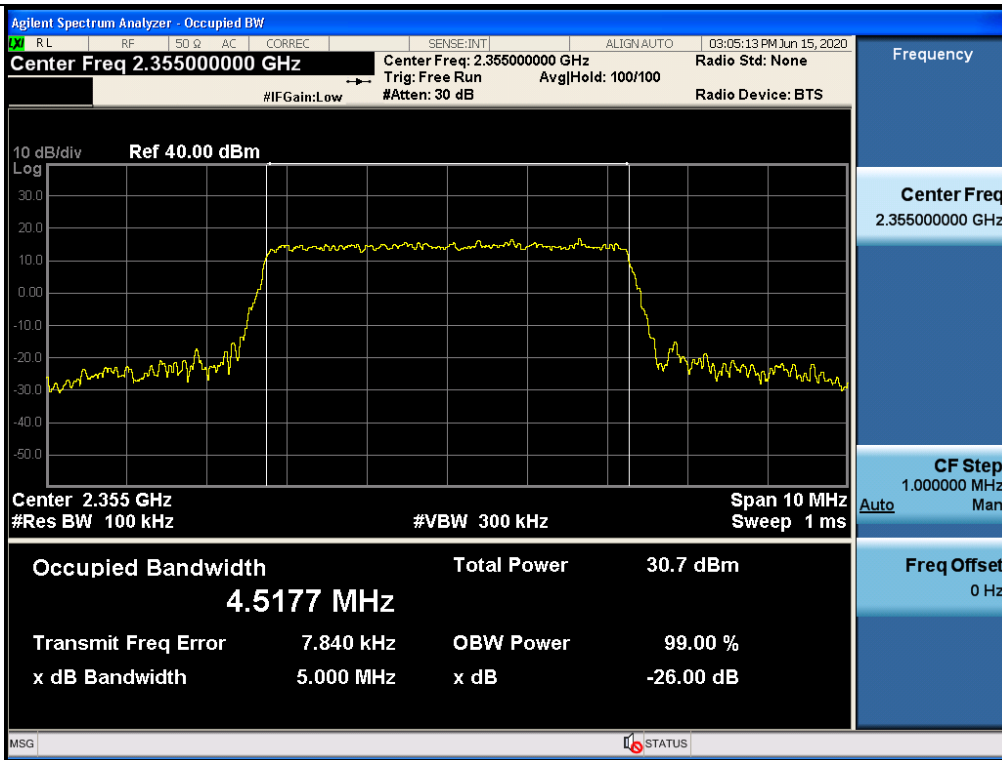 Agilent Spectrum Analyzer - Occupied BW
LXI RL RF 50 Ω AC CORREC SENSE:INT ALIGN AUTO 03:05:13 PM Jun 15, 2020
Center Freq 2.355000000 GHz
Center Freq: 2.355000000 GHz
Radio Std: None
Trig: Free Run Avg|Hold: 100/100
#IFGain:Low
#Atten: 30 dB
Radio Device: BTS
10 dB/div Ref 40.00 dBm
Log
30.0
20.0
10.0
0.00
-10.0
-20.0
-30.0
-40.0
-50.0
Center 2.355 GHz
Span 10 MHz
#Res BW 100 kHz
#VBW 300 kHz
Sweep 1 ms
Occupied Bandwidth
4.5177 MHz
Total Power 30.7 dBm
Transmit Freq Error 7.840 kHz
OBW Power 99.00 %
x dB Bandwidth 5.000 MHz
x dB -26.00 dB
Frequency
Center Freq
2.355000000 GHz
CF Step
1.000000 MHz
Auto Man
Freq Offset
0 Hz
MSG
STATUS